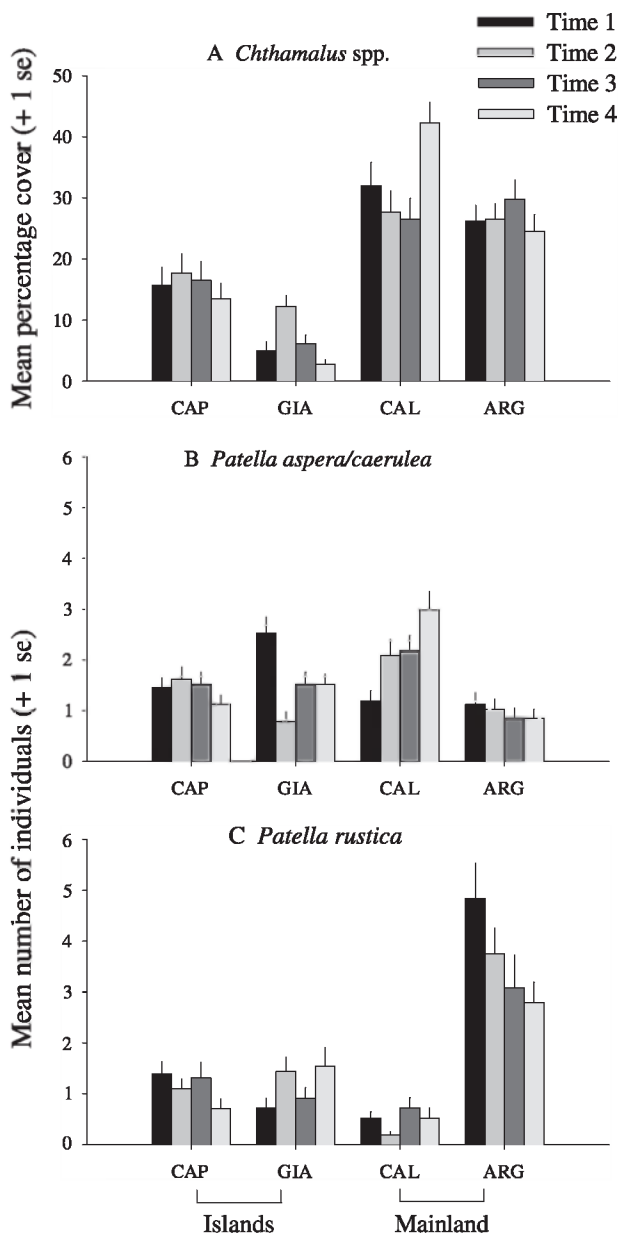 Time 1
Time 2
Time 3
Time 4
A Chthamalus spp.
Mean percentage cover (+ 1 se)
50
40
30
20
10
0
CAP GIA CAL ARG
B Patella aspera/caerulea
Mean number of individuals (+ 1 se)
6
5
4
3
2
1
0
CAP GIA CAL ARG
C Patella rustica
6
5
4
3
2
1
0
CAP GIA CAL ARG
Islands Mainland